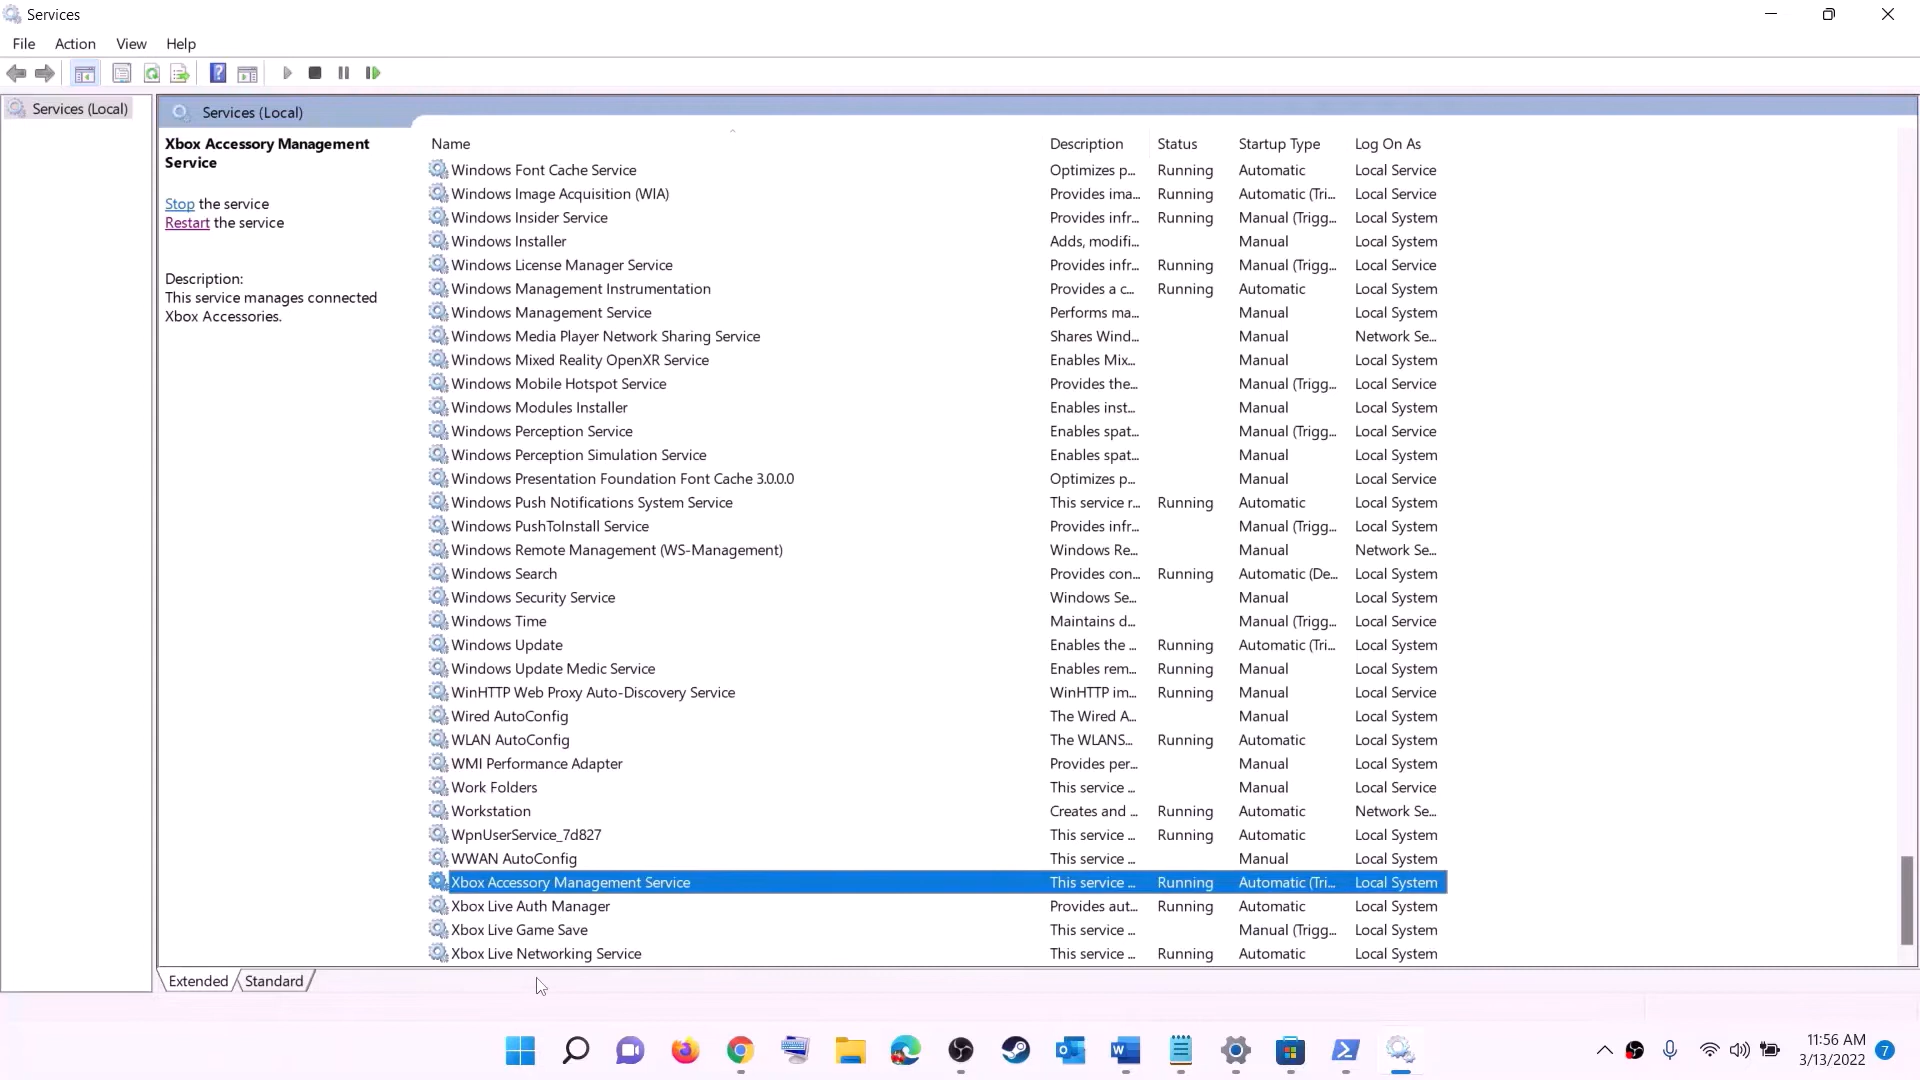 Services
File Action View Help
Services (Local)
Services (Local)
Xbox Accessory Management
Service
Stop the service
Restart the service
Description:
This service manages connected
Xbox Accessories.
Name Description Status Startup Type Log On As
Windows Font Cache Service Optimizes p... Running Automatic Local Service
Windows Image Acquisition (WIA) Provides ima... Running Automatic (Tri... Local Service
Windows Insider Service Provides infr... Running Manual (Trigg... Local System
Windows Installer Adds, modifi... Manual Local System
Windows License Manager Service Provides infr... Running Manual (Trigg... Local Service
Windows Management Instrumentation Provides a c... Running Automatic Local System
Windows Management Service Performs ma... Manual Local System
Windows Media Player Network Sharing Service Shares Wind... Manual Network Se...
Windows Mixed Reality OpenXR Service Enables Mix... Manual Local System
Windows Mobile Hotspot Service Provides the... Manual (Trigg... Local Service
Windows Modules Installer Enables inst... Manual Local System
Windows Perception Service Enables spat... Manual (Trigg... Local Service
Windows Perception Simulation Service Enables spat... Manual Local System
Windows Presentation Foundation Font Cache 3.0.0.0 Optimizes p... Manual Local Service
Windows Push Notifications System Service This service r... Running Automatic Local System
Windows PushToInstall Service Provides infr... Manual (Trigg... Local System
Windows Remote Management (WS-Management) Windows Re... Manual Network Se...
Windows Search Provides con... Running Automatic (De... Local System
Windows Security Service Windows Se... Manual Local System
Windows Time Maintains d... Manual (Trigg... Local Service
Windows Update Enables the ... Running Automatic (Tri... Local System
Windows Update Medic Service Enables rem... Running Manual Local System
WinHTTP Web Proxy Auto-Discovery Service WinHTTP im... Running Manual Local Service
Wired AutoConfig The Wired A... Manual Local System
WLAN AutoConfig The WLANS... Running Automatic Local System
WMI Performance Adapter Provides per... Manual Local System
Work Folders This service ... Manual Local Service
Workstation Creates and ... Running Automatic Network Se...
WpnUserService_7d827 This service ... Running Automatic Local System
WWAN AutoConfig This service ... Manual Local System
Xbox Accessory Management Service This service ... Running Automatic (Tri... Local System
Xbox Live Auth Manager Provides aut... Running Automatic Local System
Xbox Live Game Save This service ... Manual (Trigg... Local System
Xbox Live Networking Service This service ... Running Automatic Local System
Extended Standard
11:56 AM
3/13/2022
7